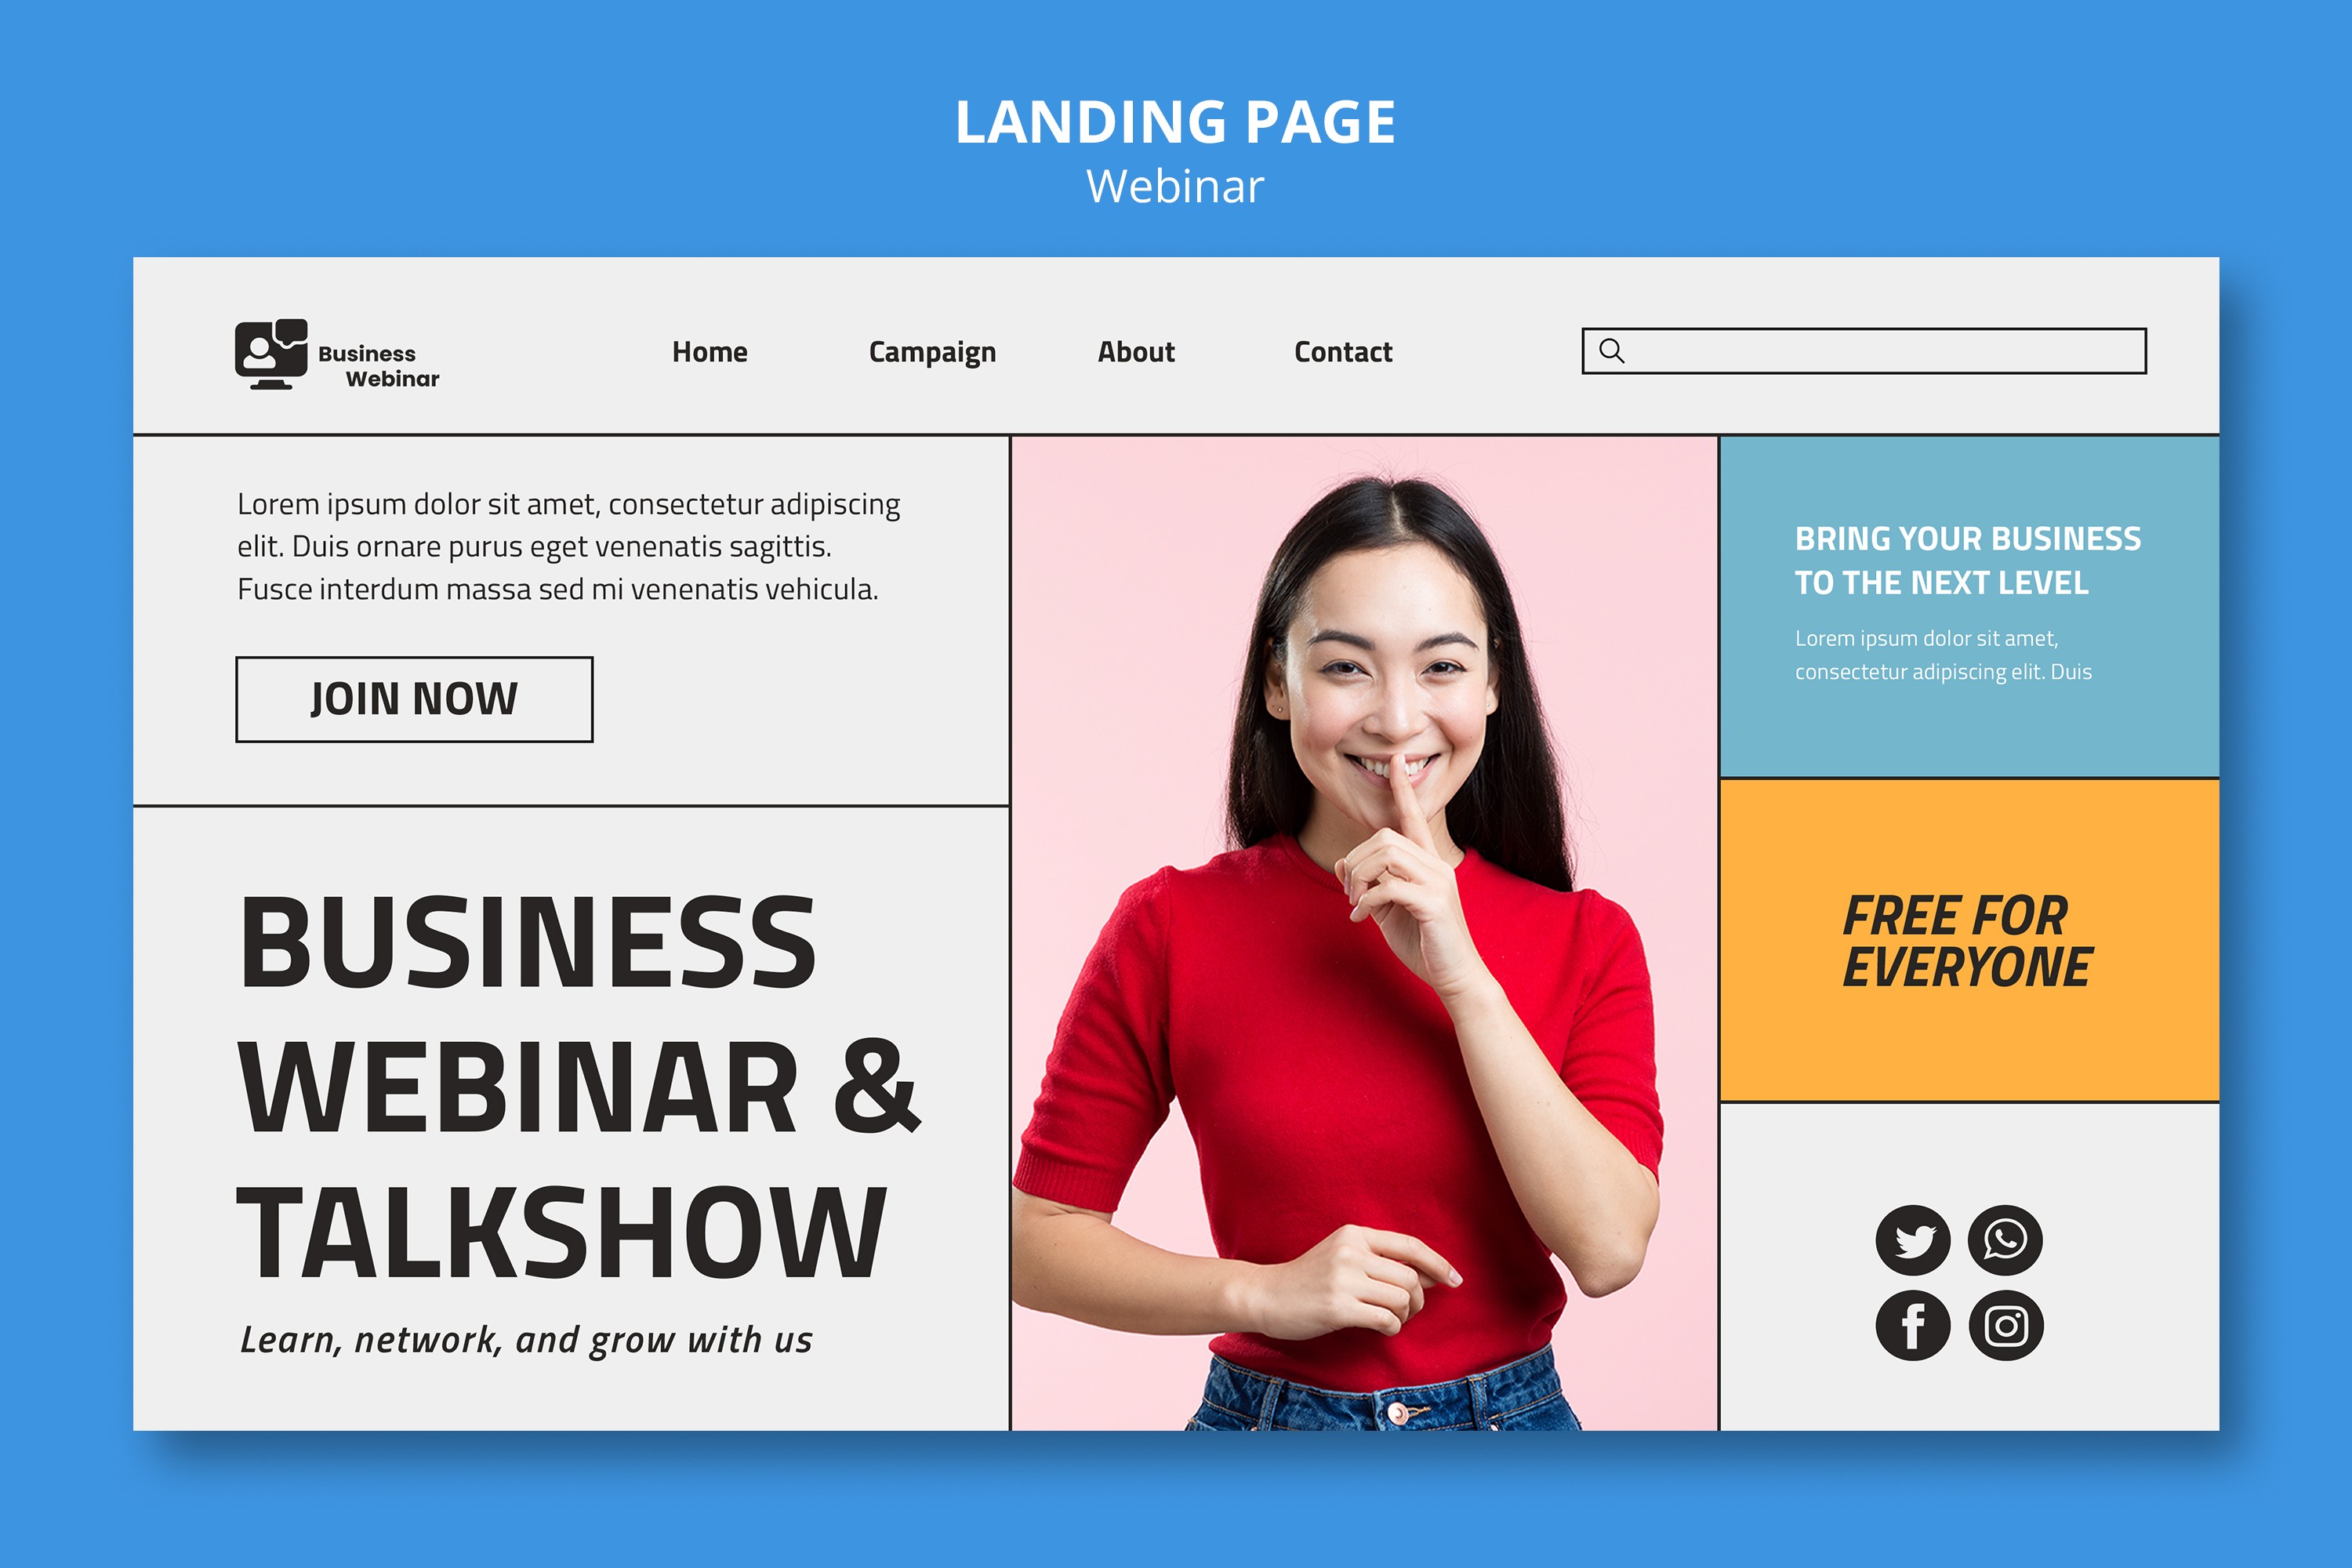 LANDING PAGE
Webinar
Business
Webinar
Home
Campaign
About
Contact
Lorem ipsum dolor sit amet, consectetur adipiscing
elit. Duis ornare purus eget venenatis sagittis.
Fusce interdum massa sed mi venenatis vehicula.
JOIN NOW
BUSINESS
WEBINAR &
TALKSHOW
Learn, network, and grow with us
BRING YOUR BUSINESS
TO THE NEXT LEVEL
Lorem ipsum dolor sit amet,
consectetur adipiscing elit. Duis
FREE FOR
EVERYONE